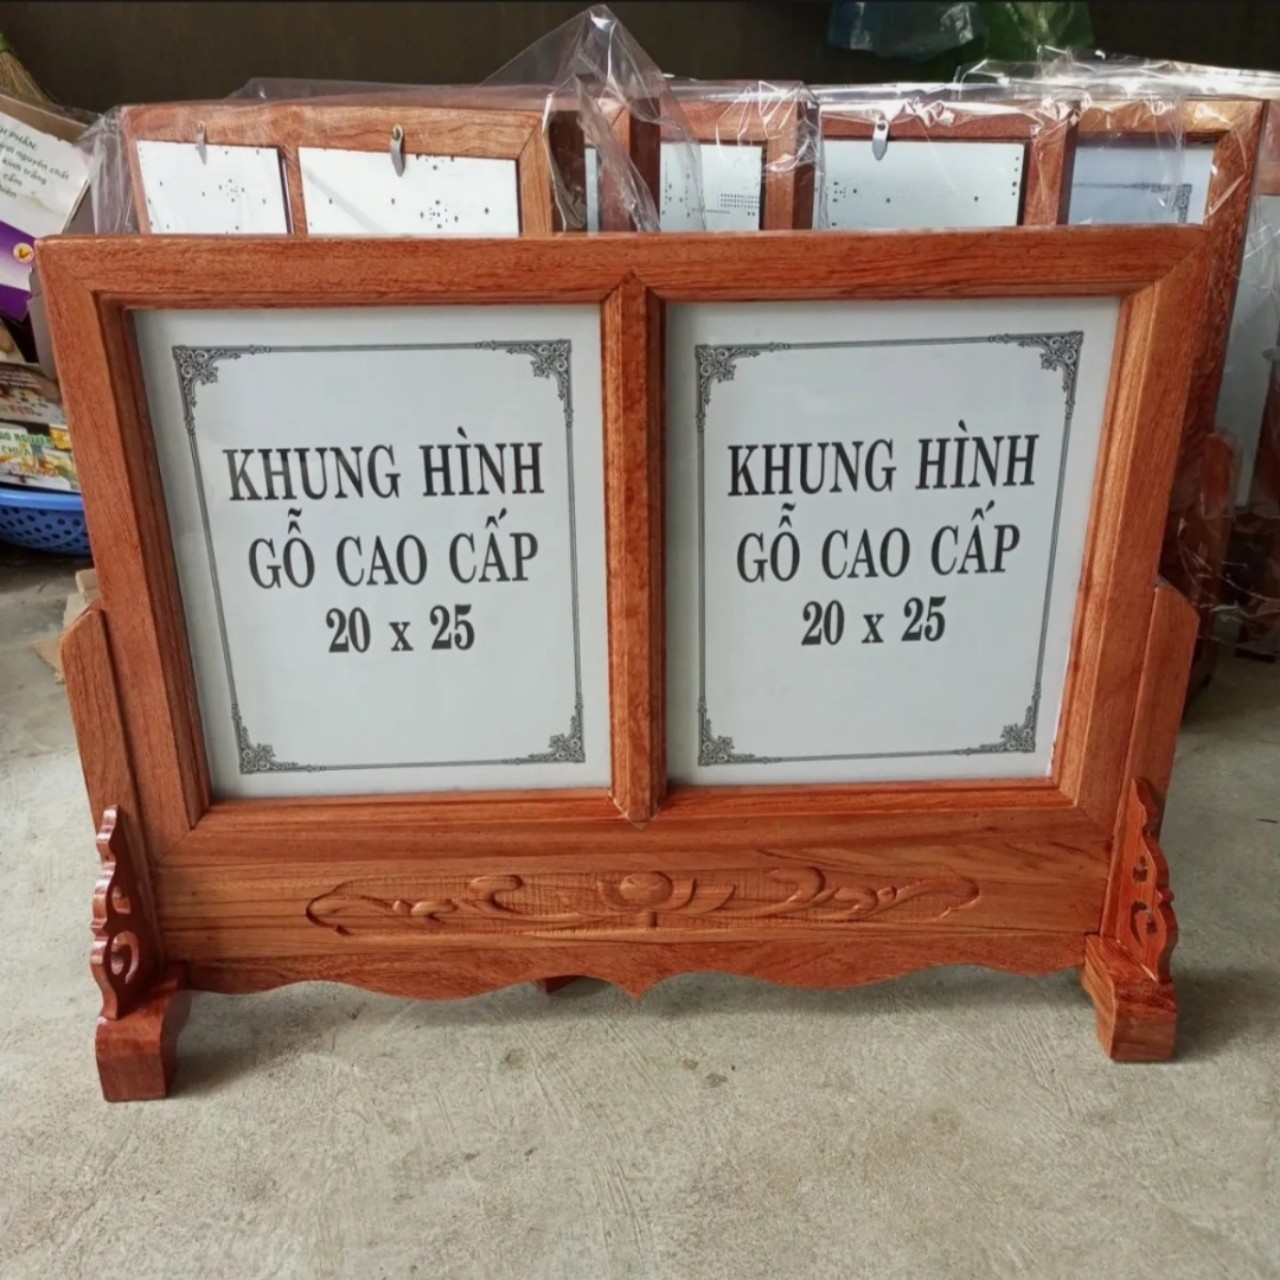 KHUNG HÌNH
GỖ CAO CẤP
20 x 25
KHUNG HÌNH
GỖ CAO CẤP
20 x 25